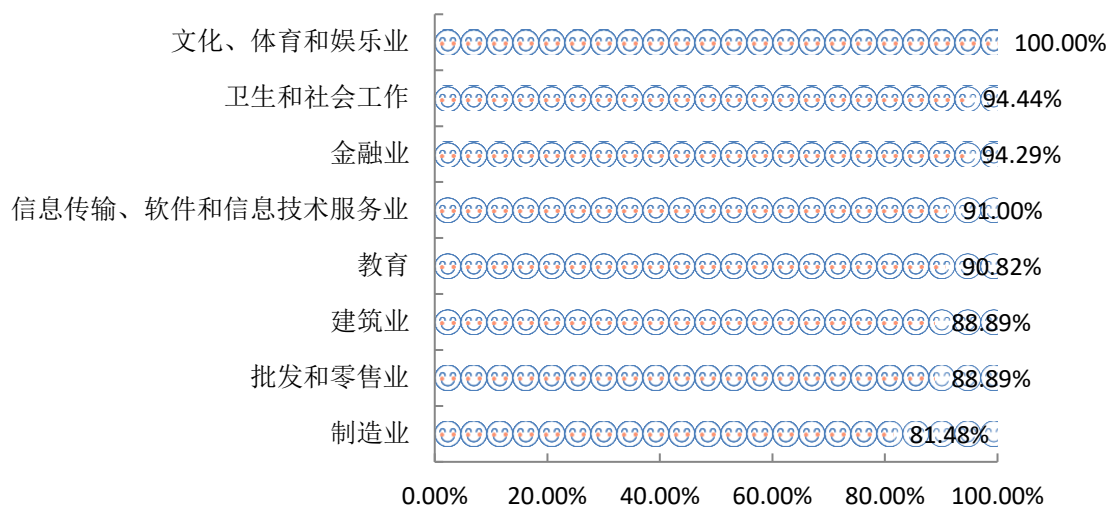 文化、体育和娱乐业 100.00%
卫生和社会工作 94.44%
金融业 94.29%
信息传输、软件和信息技术服务业 91.00%
教育 90.82%
建筑业 88.89%
批发和零售业 88.89%
制造业 81.48%
0.00% 20.00% 40.00% 60.00% 80.00% 100.00%